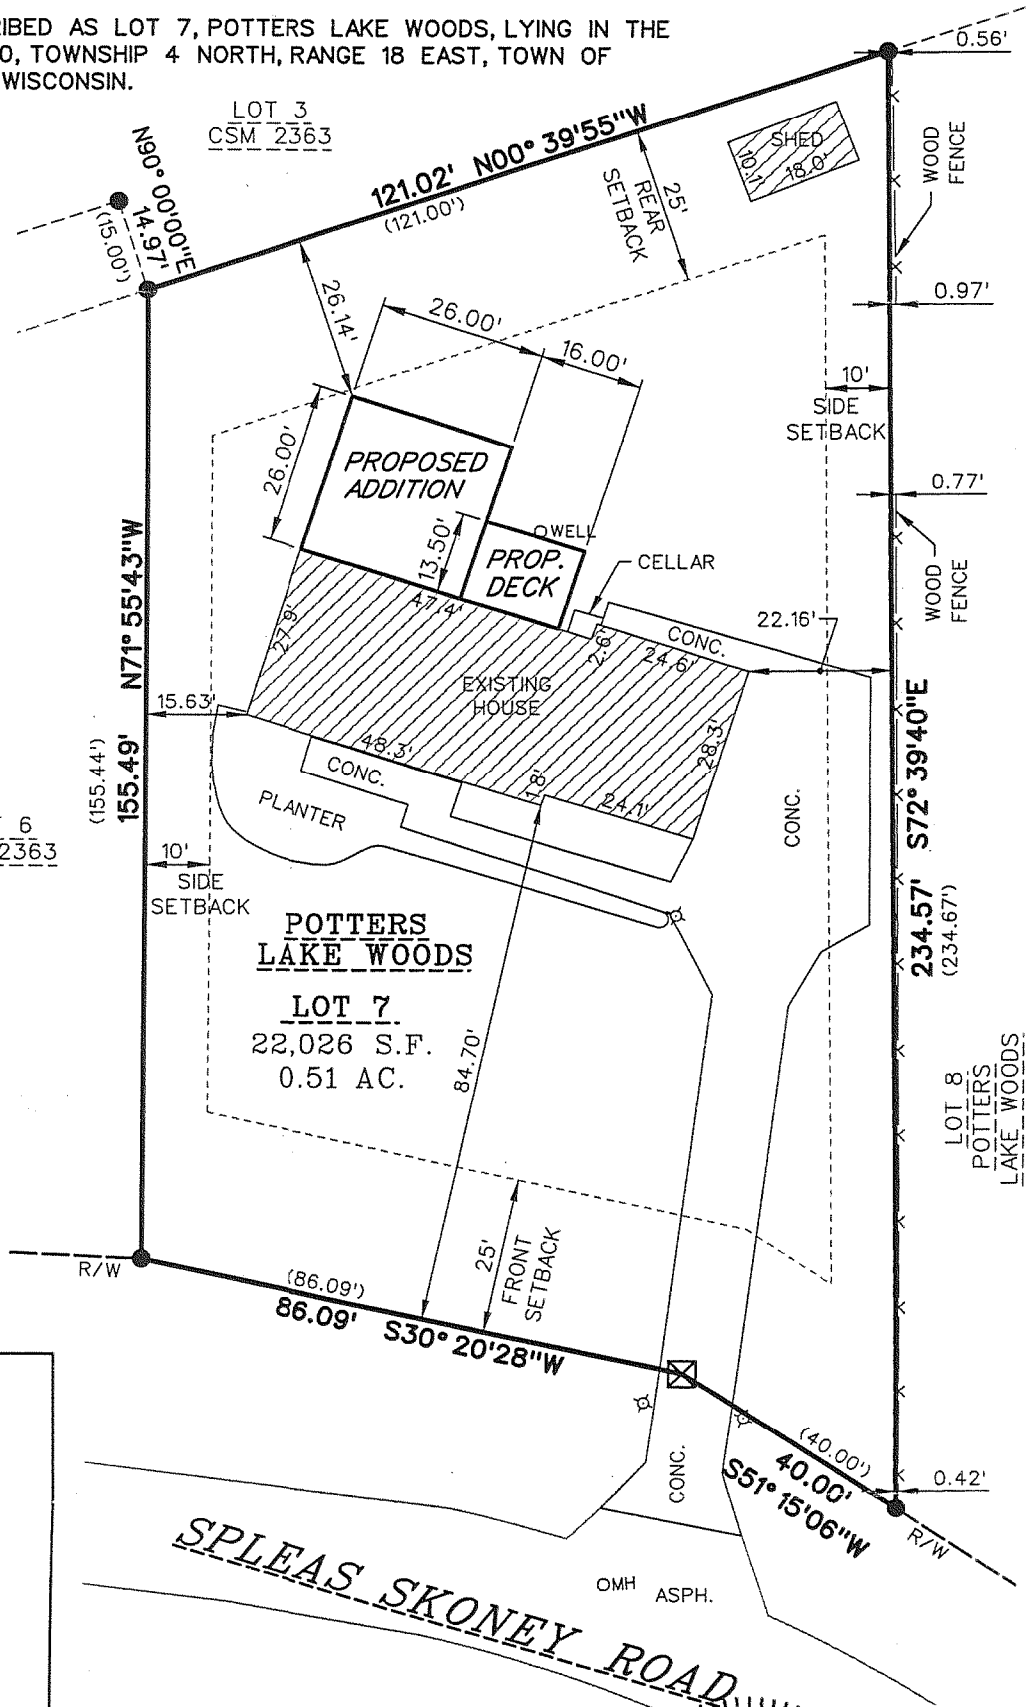 IBED AS LOT 7, POTTERS LAKE WOODS, LYING IN THE
0, TOWNSHIP 4 NORTH, RANGE 18 EAST, TOWN OF
WISCONSIN.
LOT 3
CSM 2363
N90° 00'00"E
14.97'
(15.00')
121.02' N00° 39'55"W
(121.00')
25'
REAR
SETBACK
SHED
10.1'
18.0'
0.56'
WOOD
FENCE
0.97'
26.14'
26.00'
16.00'
10'
SIDE
SETBACK
26.00'
PROPOSED
ADDITION
0.77'
WOOD
FENCE
13.50'
WELL
PROP.
DECK
CELLAR
22.16'
47.4'
2.6'
CONC.
24.6'
27.9'
EXISTING
HOUSE
28.3'
N71° 55'43"W
155.49'
(155.44')
15.63'
48.3'
1.8'
24.1'
CONC.
PLANTER
CONC.
S72° 39'40"E
234.57'
(234.67')
6
2363
10'
SIDE
SETBACK
POTTERS
LAKE WOODS
LOT 7
22,026 S.F.
0.51 AC.
84.70'
LOT 8
POTTERS
LAKE WOODS
25'
FRONT
SETBACK
R/W
(86.09')
86.09' S30° 20'28"W
(40.00')
40.00'
S51° 15'06"W
0.42'
R/W
CONC.
OMH
ASPH.
SPLEAS SKONEY ROAD